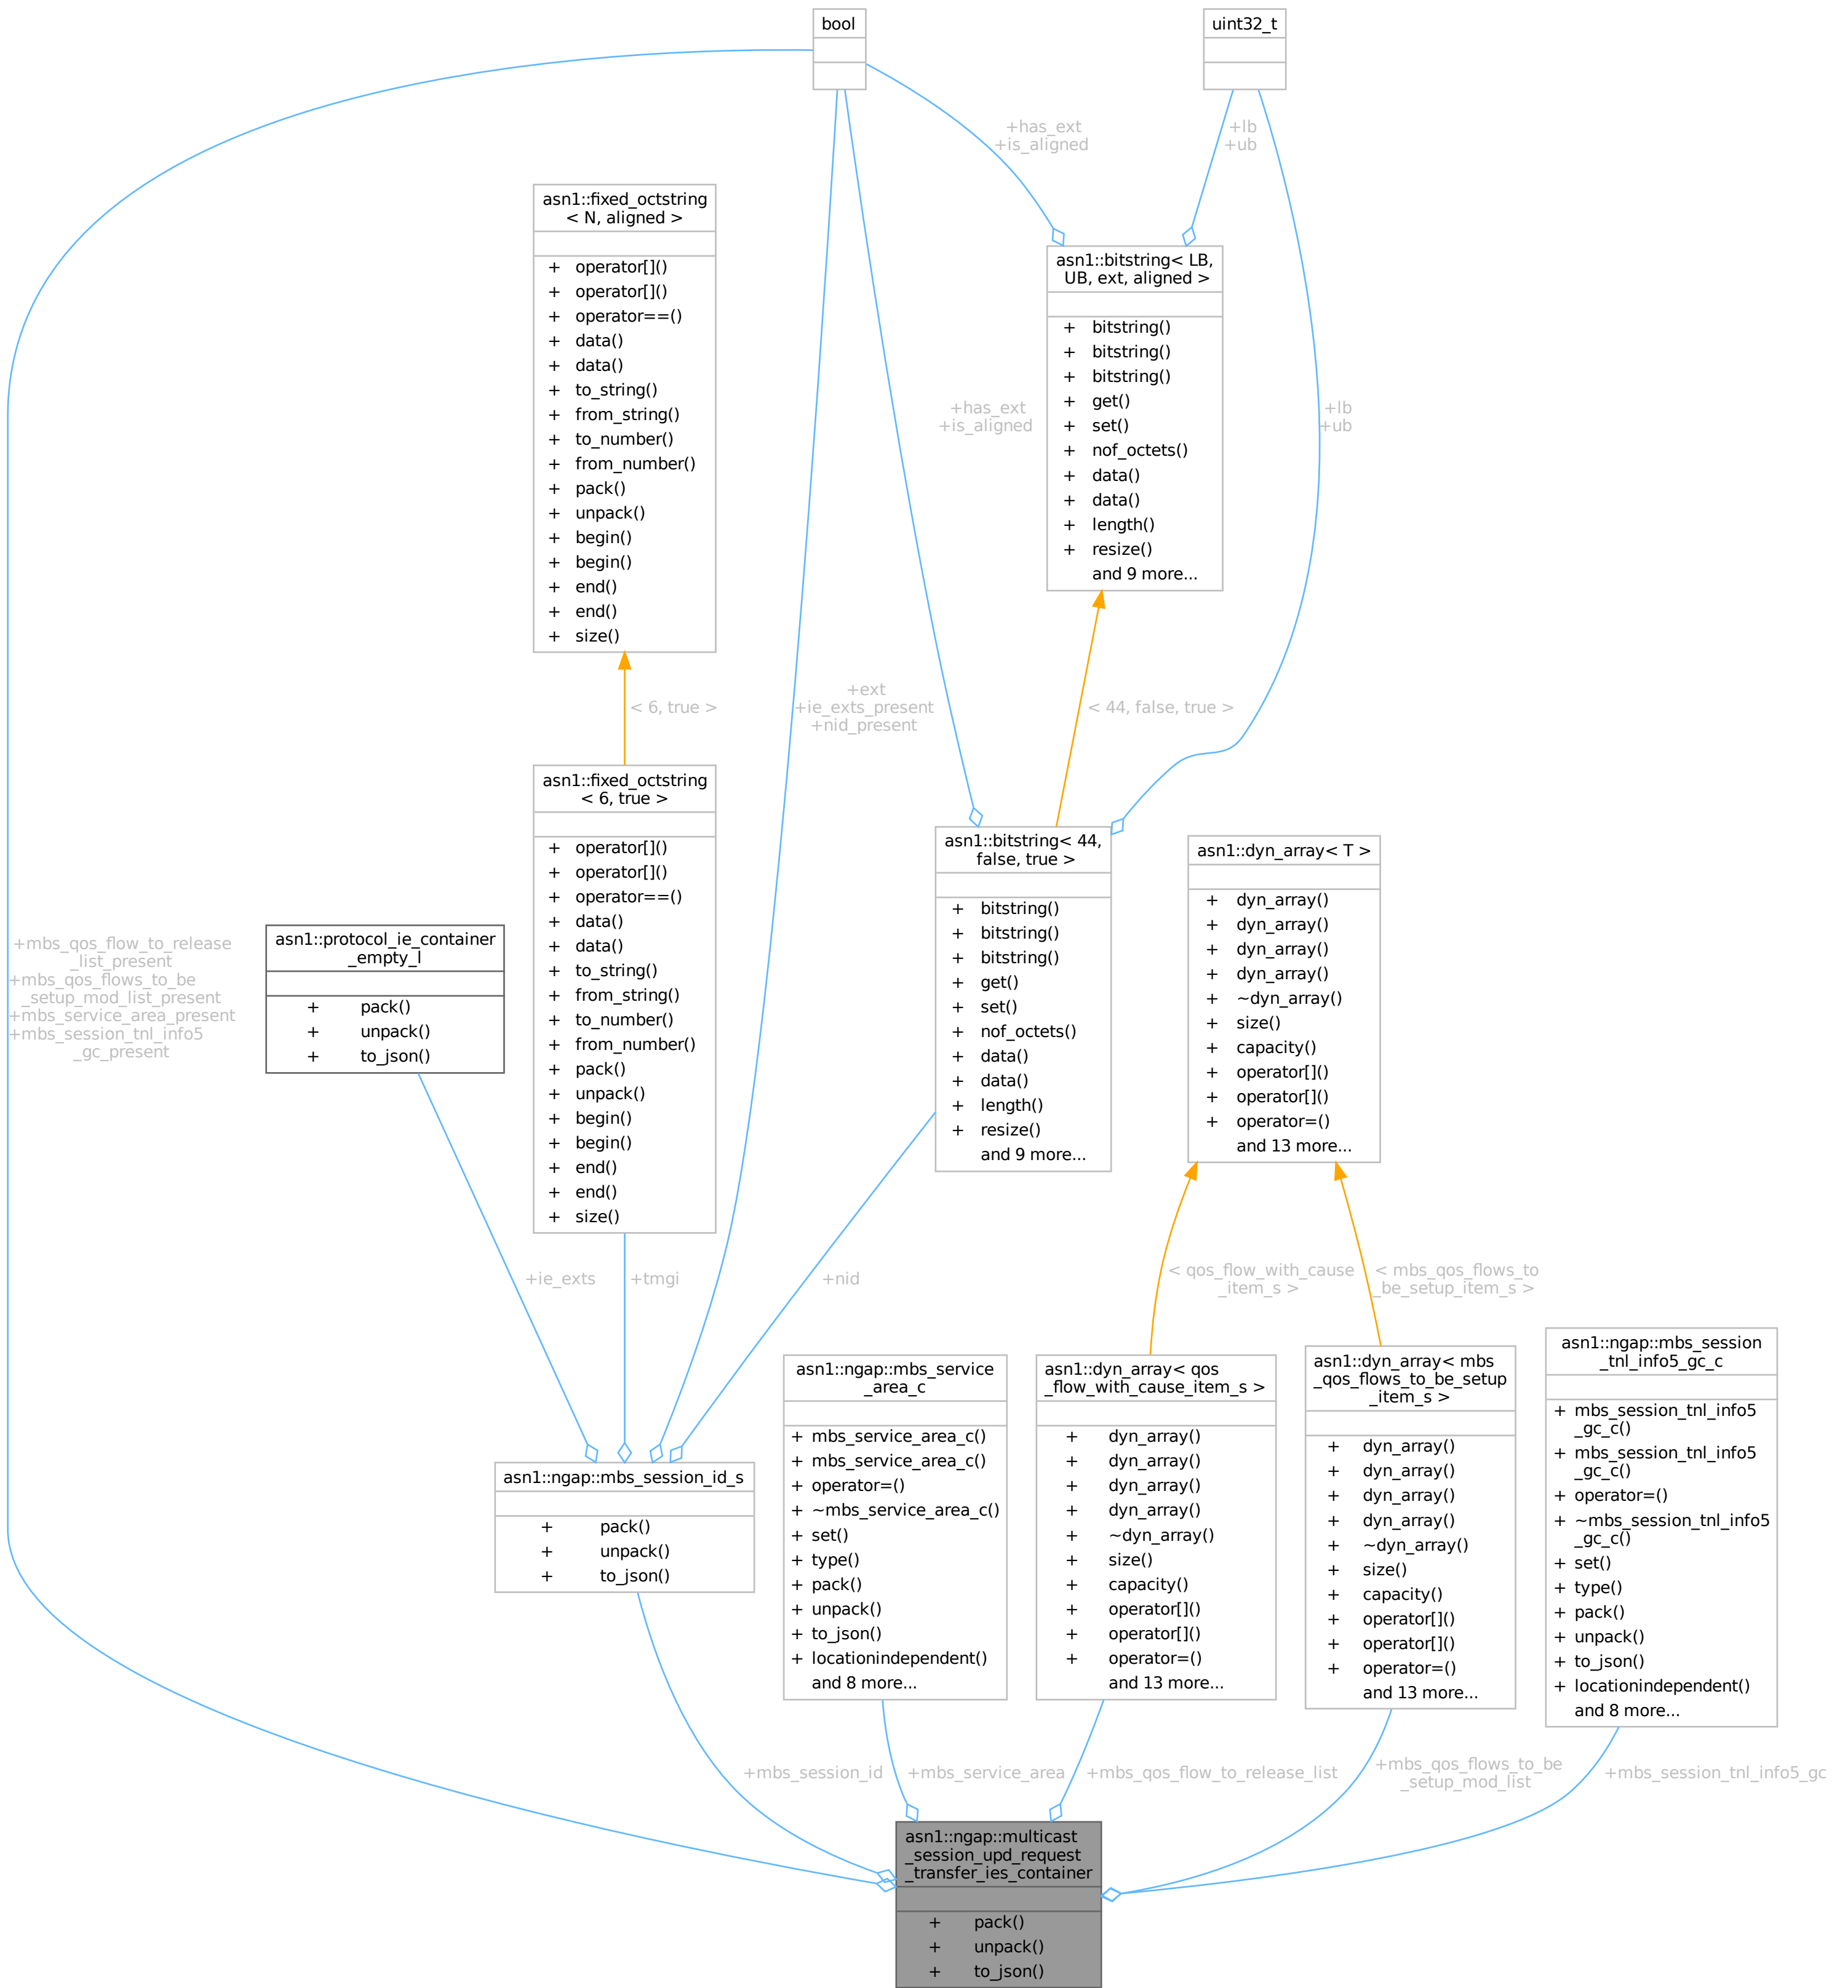 bool
uint32_t
+has_ext
+is_aligned
+lb
+ub
asn1::fixed_octstring
< N, aligned >
+ operator[]()
+ operator[]()
+ operator==()
+ data()
+ data()
+ to_string()
+ from_string()
+ to_number()
+ from_number()
+ pack()
+ unpack()
+ begin()
+ begin()
+ end()
+ end()
+ size()
asn1::bitstring< LB,
UB, ext, aligned >
+ bitstring()
+ bitstring()
+ bitstring()
+ get()
+ set()
+ nof_octets()
+ data()
+ data()
+ length()
+ resize()
and 9 more...
+has_ext
+is_aligned
+lb
+ub
< 6, true >
+ext
+ie_exts_present
+nid_present
< 44, false, true >
asn1::fixed_octstring
< 6, true >
+ operator[]()
+ operator[]()
+ operator==()
+ data()
+ data()
+ to_string()
+ from_string()
+ to_number()
+ from_number()
+ pack()
+ unpack()
+ begin()
+ begin()
+ end()
+ end()
+ size()
asn1::bitstring< 44,
false, true >
+ bitstring()
+ bitstring()
+ bitstring()
+ get()
+ set()
+ nof_octets()
+ data()
+ data()
+ length()
+ resize()
and 9 more...
asn1::dyn_array< T >
+ dyn_array()
+ dyn_array()
+ dyn_array()
+ dyn_array()
+ ~dyn_array()
+ size()
+ capacity()
+ operator[]()
+ operator[]()
+ operator=()
and 13 more...
+mbs_qos_flow_to_release
_list_present
+mbs_qos_flows_to_be
_setup_mod_list_present
+mbs_service_area_present
+mbs_session_tnl_info5
_gc_present
asn1::protocol_ie_container
_empty_l
+ pack()
+ unpack()
+ to_json()
+ie_exts
+tmgi
+nid
< qos_flow_with_cause
_item_s >
< mbs_qos_flows_to
_be_setup_item_s >
asn1::ngap::mbs_session_id_s
+ pack()
+ unpack()
+ to_json()
asn1::ngap::mbs_service
_area_c
+ mbs_service_area_c()
+ mbs_service_area_c()
+ operator=()
+ ~mbs_service_area_c()
+ set()
+ type()
+ pack()
+ unpack()
+ to_json()
+ locationindependent()
and 8 more...
asn1::dyn_array< qos
_flow_with_cause_item_s >
+ dyn_array()
+ dyn_array()
+ dyn_array()
+ dyn_array()
+ ~dyn_array()
+ size()
+ capacity()
+ operator[]()
+ operator[]()
+ operator=()
and 13 more...
asn1::dyn_array< mbs
_qos_flows_to_be_setup
_item_s >
+ dyn_array()
+ dyn_array()
+ dyn_array()
+ dyn_array()
+ ~dyn_array()
+ size()
+ capacity()
+ operator[]()
+ operator[]()
+ operator=()
and 13 more...
asn1::ngap::mbs_session
_tnl_info5_gc_c
+ mbs_session_tnl_info5
_gc_c()
+ mbs_session_tnl_info5
_gc_c()
+ operator=()
+ ~mbs_session_tnl_info5
_gc_c()
+ set()
+ type()
+ pack()
+ unpack()
+ to_json()
+ locationindependent()
and 8 more...
+mbs_session_id
+mbs_service_area
+mbs_qos_flow_to_release_list
+mbs_qos_flows_to_be
_setup_mod_list
+mbs_session_tnl_info5_gc
asn1::ngap::multicast
_session_upd_request
_transfer_ies_container
+ pack()
+ unpack()
+ to_json()